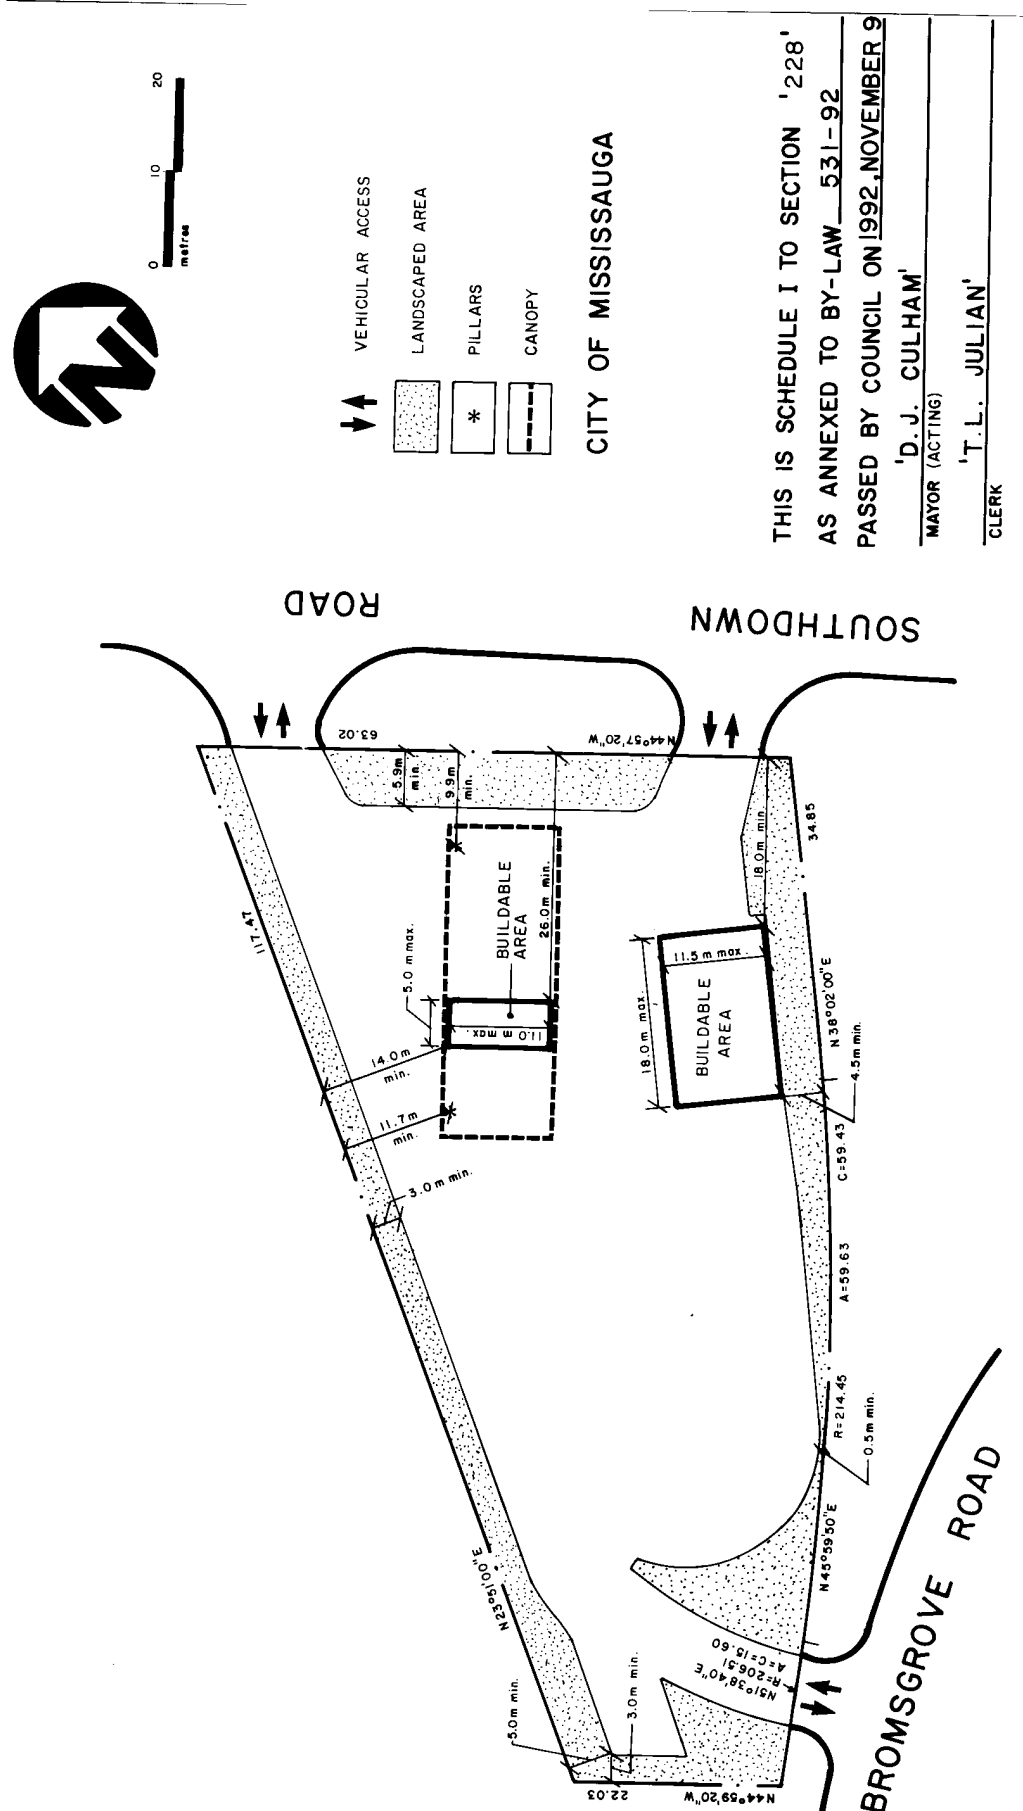 0 10 20
metres
VEHICULAR ACCESS
LANDSCAPED AREA
* PILLARS
CANOPY
CITY OF MISSISSAUGA
THIS IS SCHEDULE I TO SECTION '228'
AS ANNEXED TO BY-LAW 531-92
PASSED BY COUNCIL ON 1992, NOVEMBER 9
'D.J. CULHAM'
MAYOR (ACTING)
'T.L. JULIAN'
CLERK
SOUTHDOWN ROAD
63.02
N44°57'20"W
5.9m
min.
9.9m
min.
117.47
34.85
18.0m min.
BUILDABLE
AREA
26.0m min.
5.0 m max.
11.0 m max.
11.5 m max.
18.0m max.
BUILDABLE
AREA
N38°02'00"E
4.5m min.
14.0m
min.
11.7m
min.
3.0m min.
C=59.43
A=59.63
R=214.45
0.5m min.
N45°59'50"E
N23°51'00"E
N51°38'40"E
R=206.51
A=C=15.60
5.0m min.
3.0m min.
22.03
N44°59'20"W
BROMSGROVE ROAD